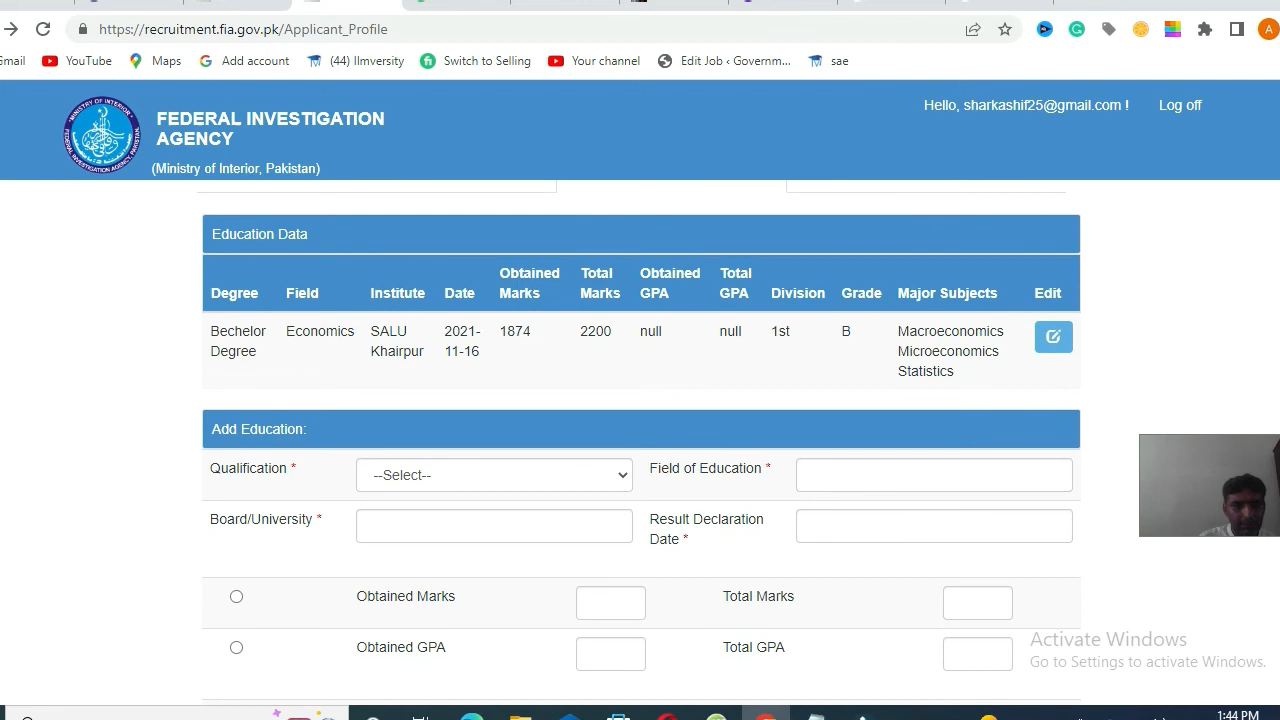 https://recruitment.fia.gov.pk/Applicant_Profile
A
Gmail YouTube Maps Add account (44) Ilmversity Switch to Selling Your channel Edit Job ‹ Governm... sae
FEDERAL INVESTIGATION
AGENCY
(Ministry of Interior, Pakistan)
Hello, sharkashif25@gmail.com ! Log off
Education Data
Degree Field Institute Date Obtained Marks Total Marks Obtained GPA Total GPA Division Grade Major Subjects Edit
Bechelor Degree Economics SALU Khairpur 2021-11-16 1874 2200 null null 1st B Macroeconomics
Microeconomics
Statistics
Add Education:
Qualification * --Select-- Field of Education *
Board/University * Result Declaration
Date *
Obtained Marks Total Marks
Obtained GPA Total GPA
Activate Windows
Go to Settings to activate Windows.
1:44 PM